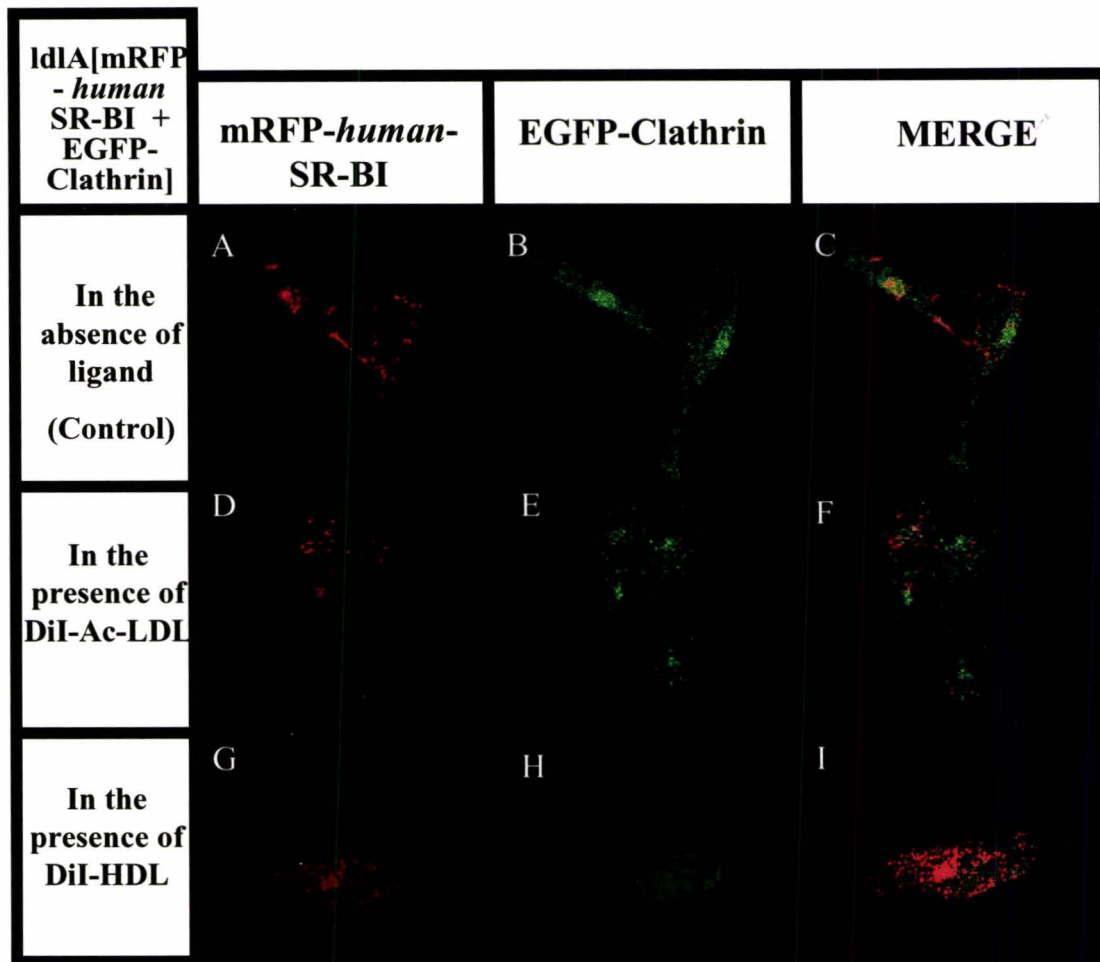 ldlA[mRFP
- human
SR-BI +
EGFP-
Clathrin]
mRFP-human-
SR-BI
EGFP-Clathrin
MERGE
In the
absence of
ligand
(Control)
A
B
C
In the
presence of
DiI-Ac-LDL
D
E
F
In the
presence of
DiI-HDL
G
H
I